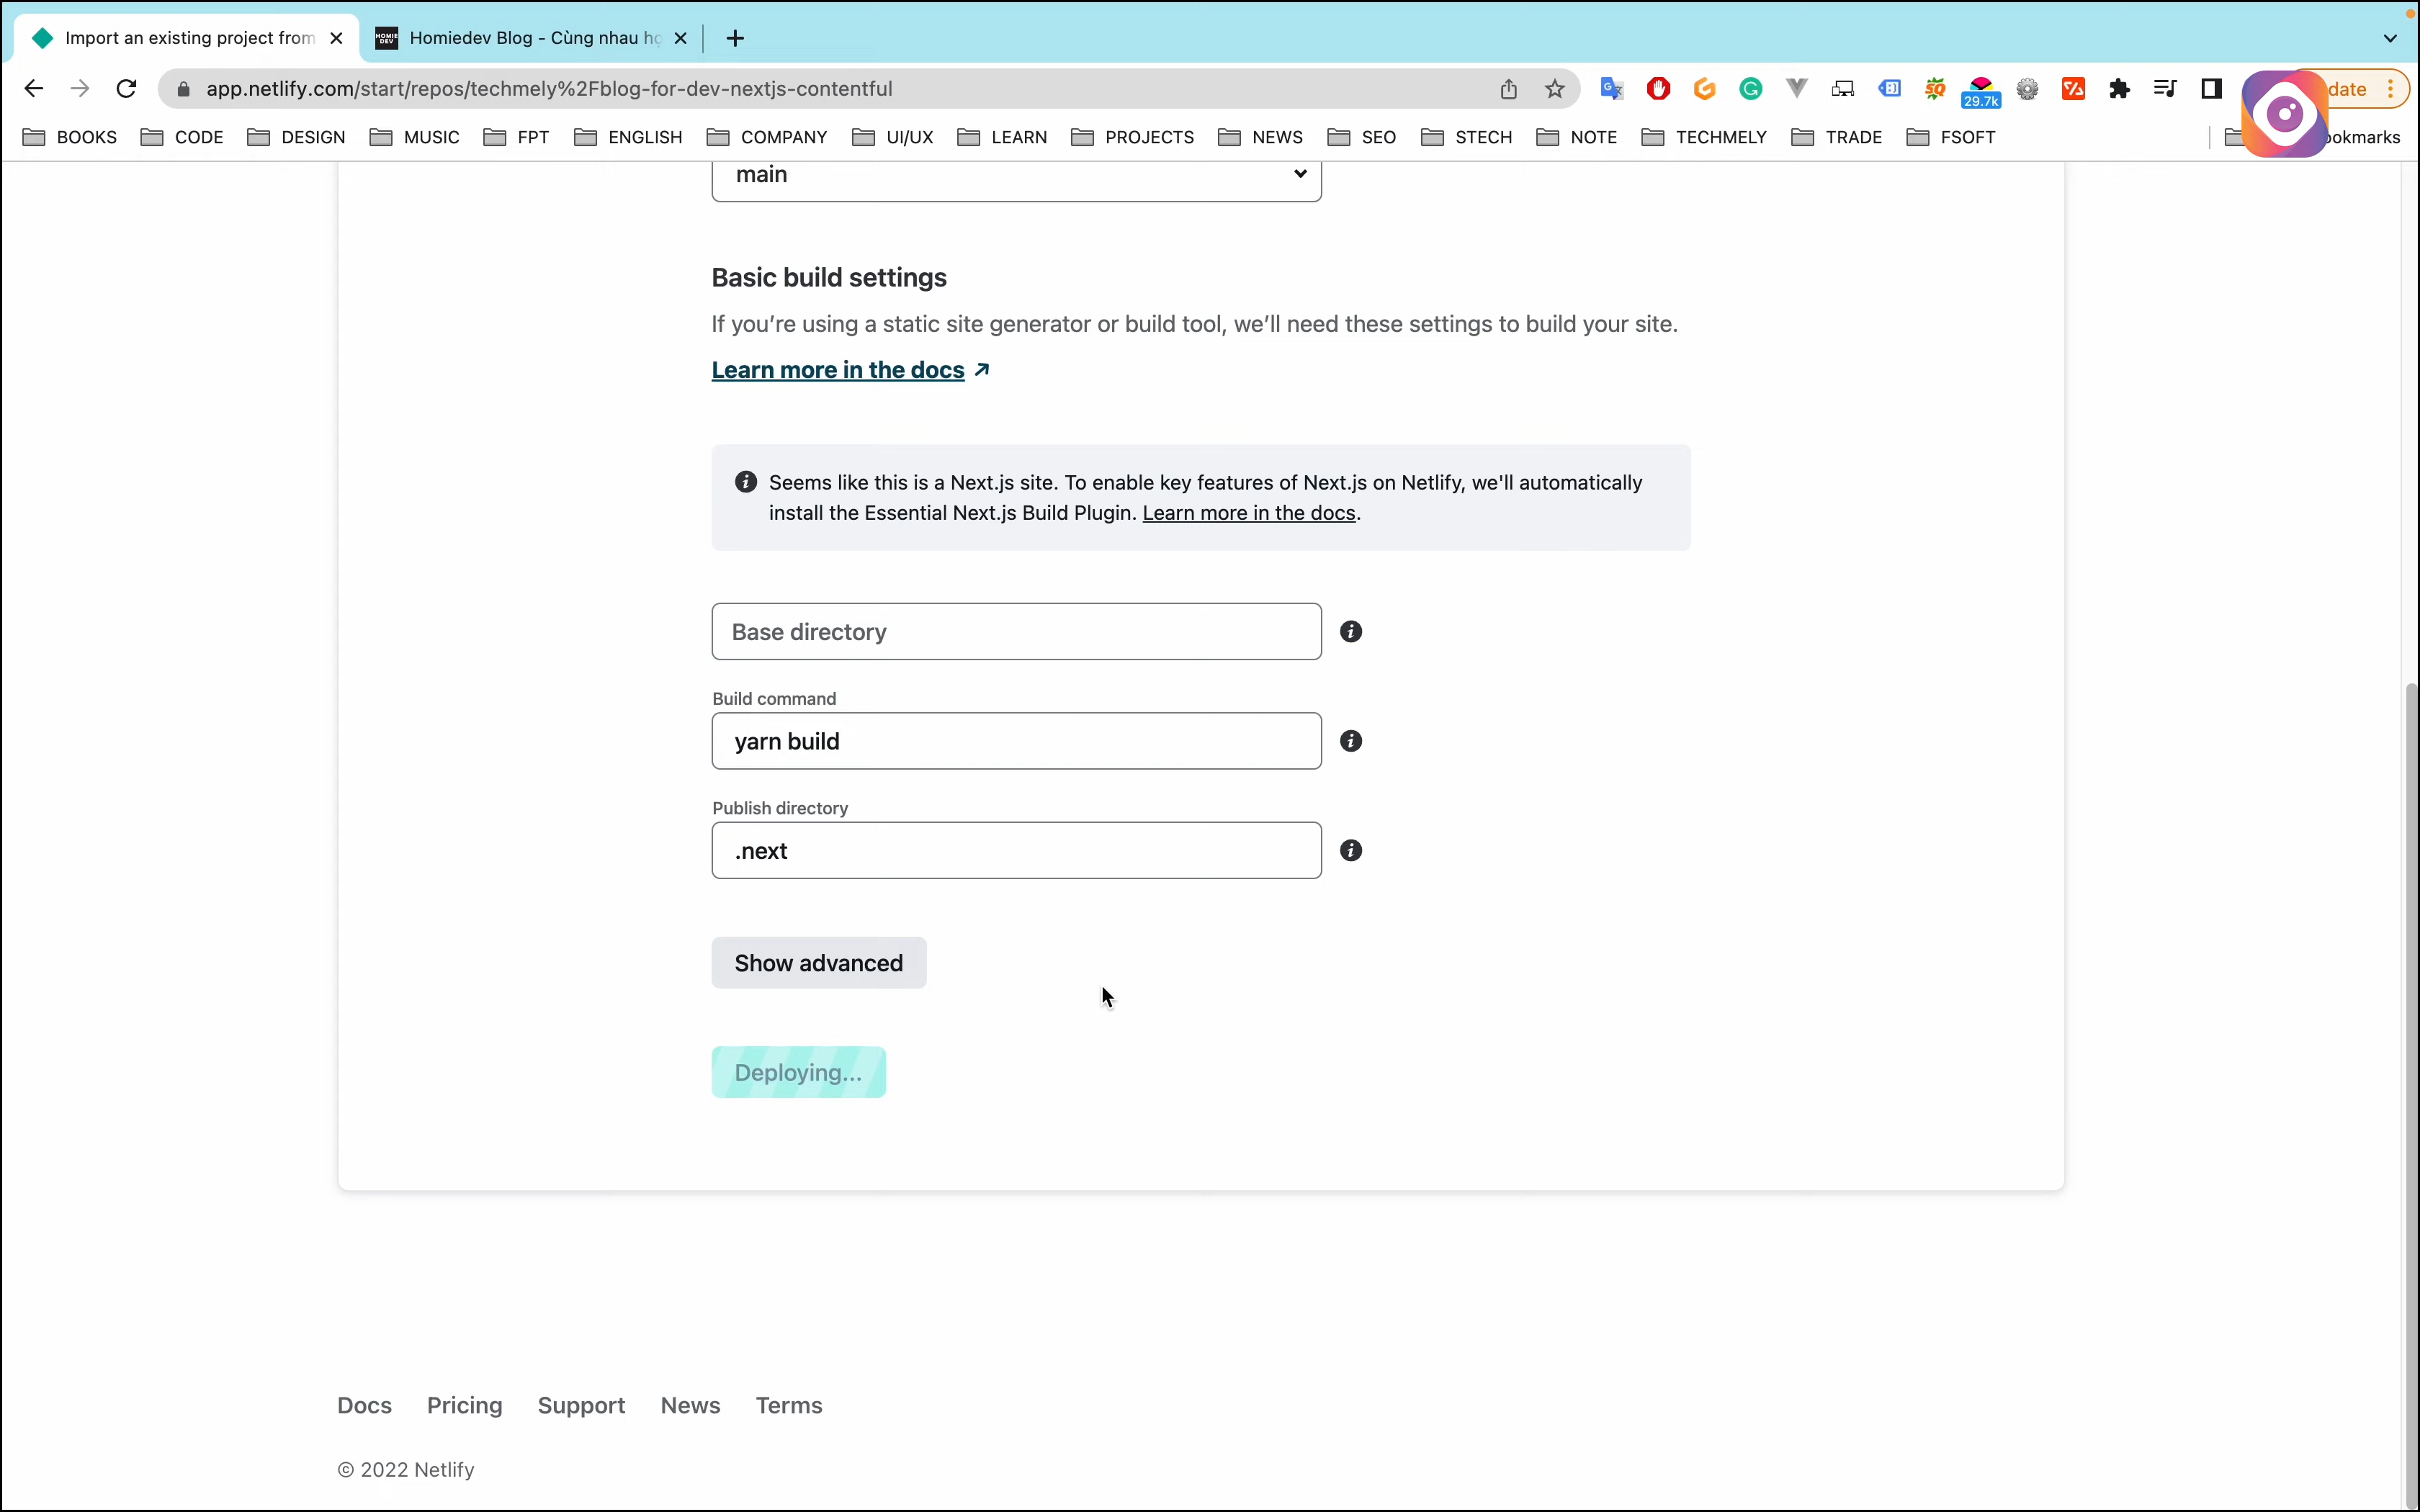 Import an existing project from
HOMIE DEV
Homiedev Blog - Cùng nhau họ
app.netlify.com/start/repos/techmely%2Fblog-for-dev-nextjs-contentful
29.7k
date
BOOKS
CODE
DESIGN
MUSIC
FPT
ENGLISH
COMPANY
UI/UX
LEARN
PROJECTS
NEWS
SEO
STECH
NOTE
TECHMELY
TRADE
FSOFT
ookmarks
main
Basic build settings
If you’re using a static site generator or build tool, we’ll need these settings to build your site.
Learn more in the docs ↗
Seems like this is a Next.js site. To enable key features of Next.js on Netlify, we'll automatically
install the Essential Next.js Build Plugin. Learn more in the docs.
Base directory
Build command
yarn build
Publish directory
.next
Show advanced
Deploying...
Docs
Pricing
Support
News
Terms
© 2022 Netlify